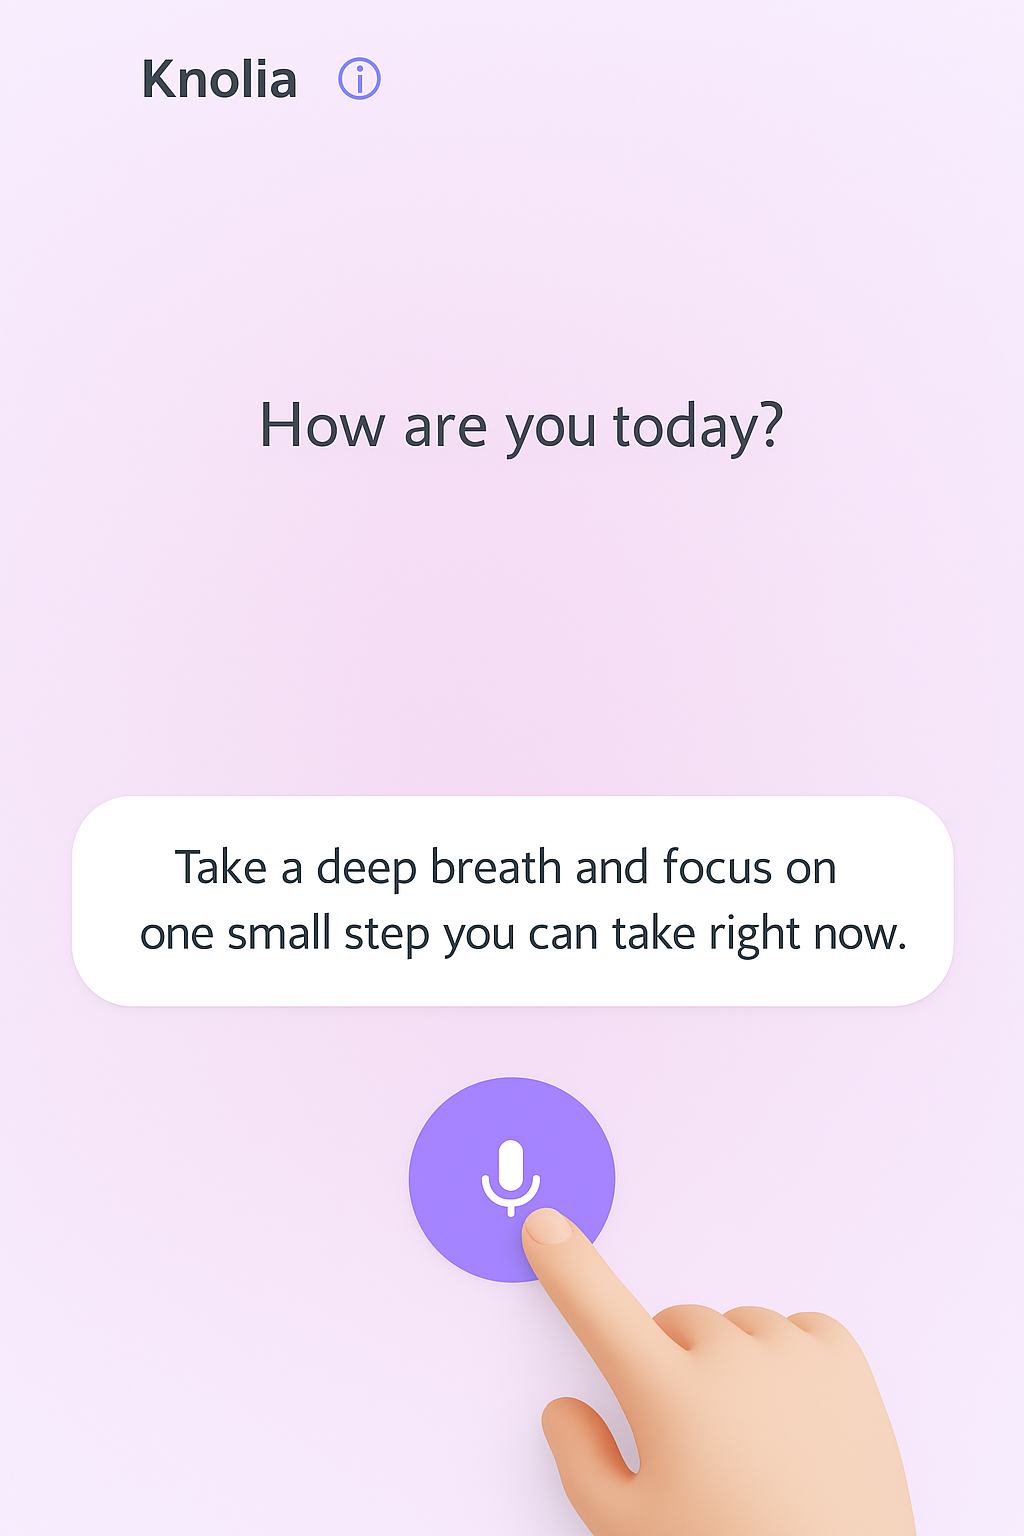 Knolia
How are you today?
Take a deep breath and focus on
one small step you can take right now.